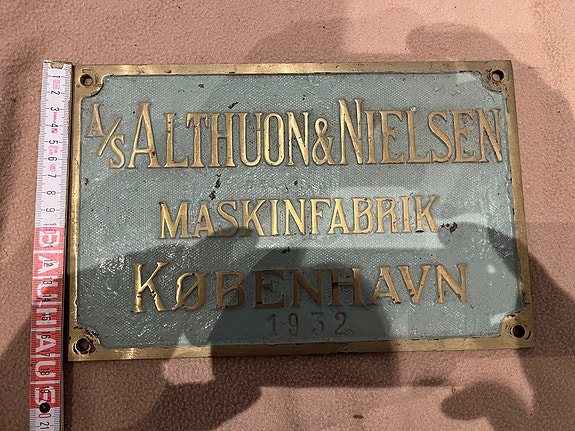 A/S ALTHUON & NIELSEN
MASKINFABRIK
KØBENHAVN
1932
BAUHAUS